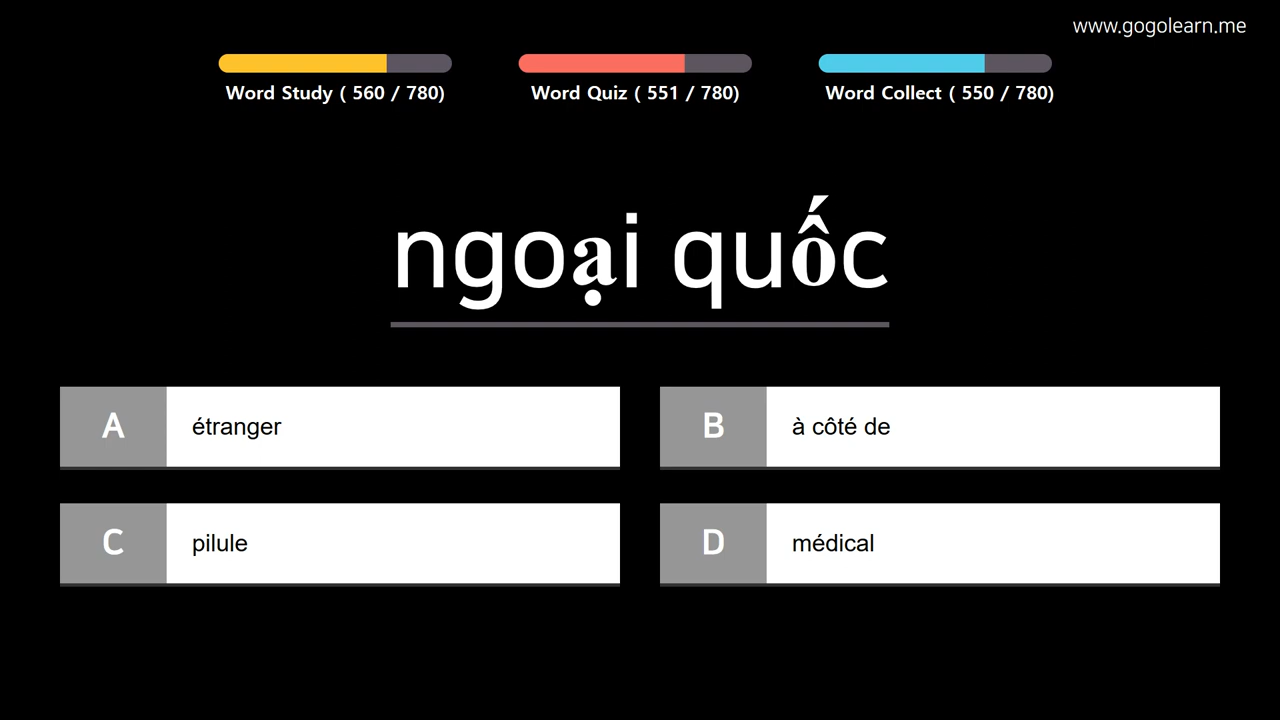 www.gogolearn.me
Word Study ( 560 / 780)
Word Quiz ( 551 / 780)
Word Collect ( 550 / 780)
ngoại quốc
A étranger
B à côté de
C pilule
D médical